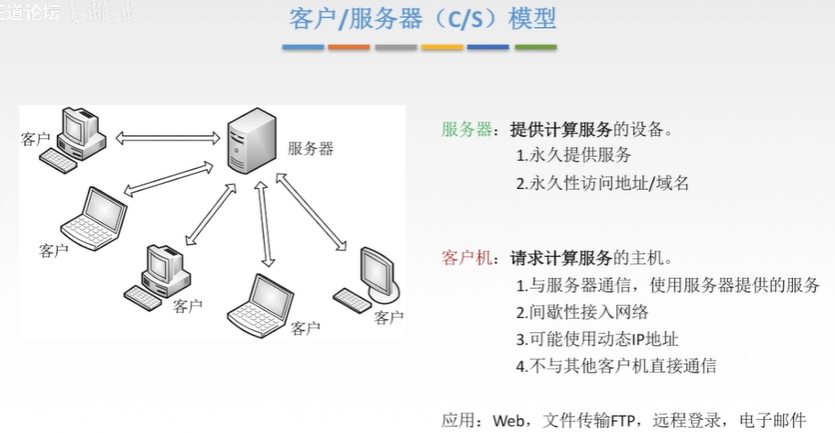 道论坛
客户/服务器（C/S）模型
客户
服务器
客户
客户
客户
客户
服务器：提供计算服务的设备。
1.永久提供服务
2.永久性访问地址/域名
客户机：请求计算服务的主机。
1.与服务器通信，使用服务器提供的服务
2.间歇性接入网络
3.可能使用动态IP地址
4.不与其他客户机直接通信
应用：Web，文件传输FTP，远程登录，电子邮件